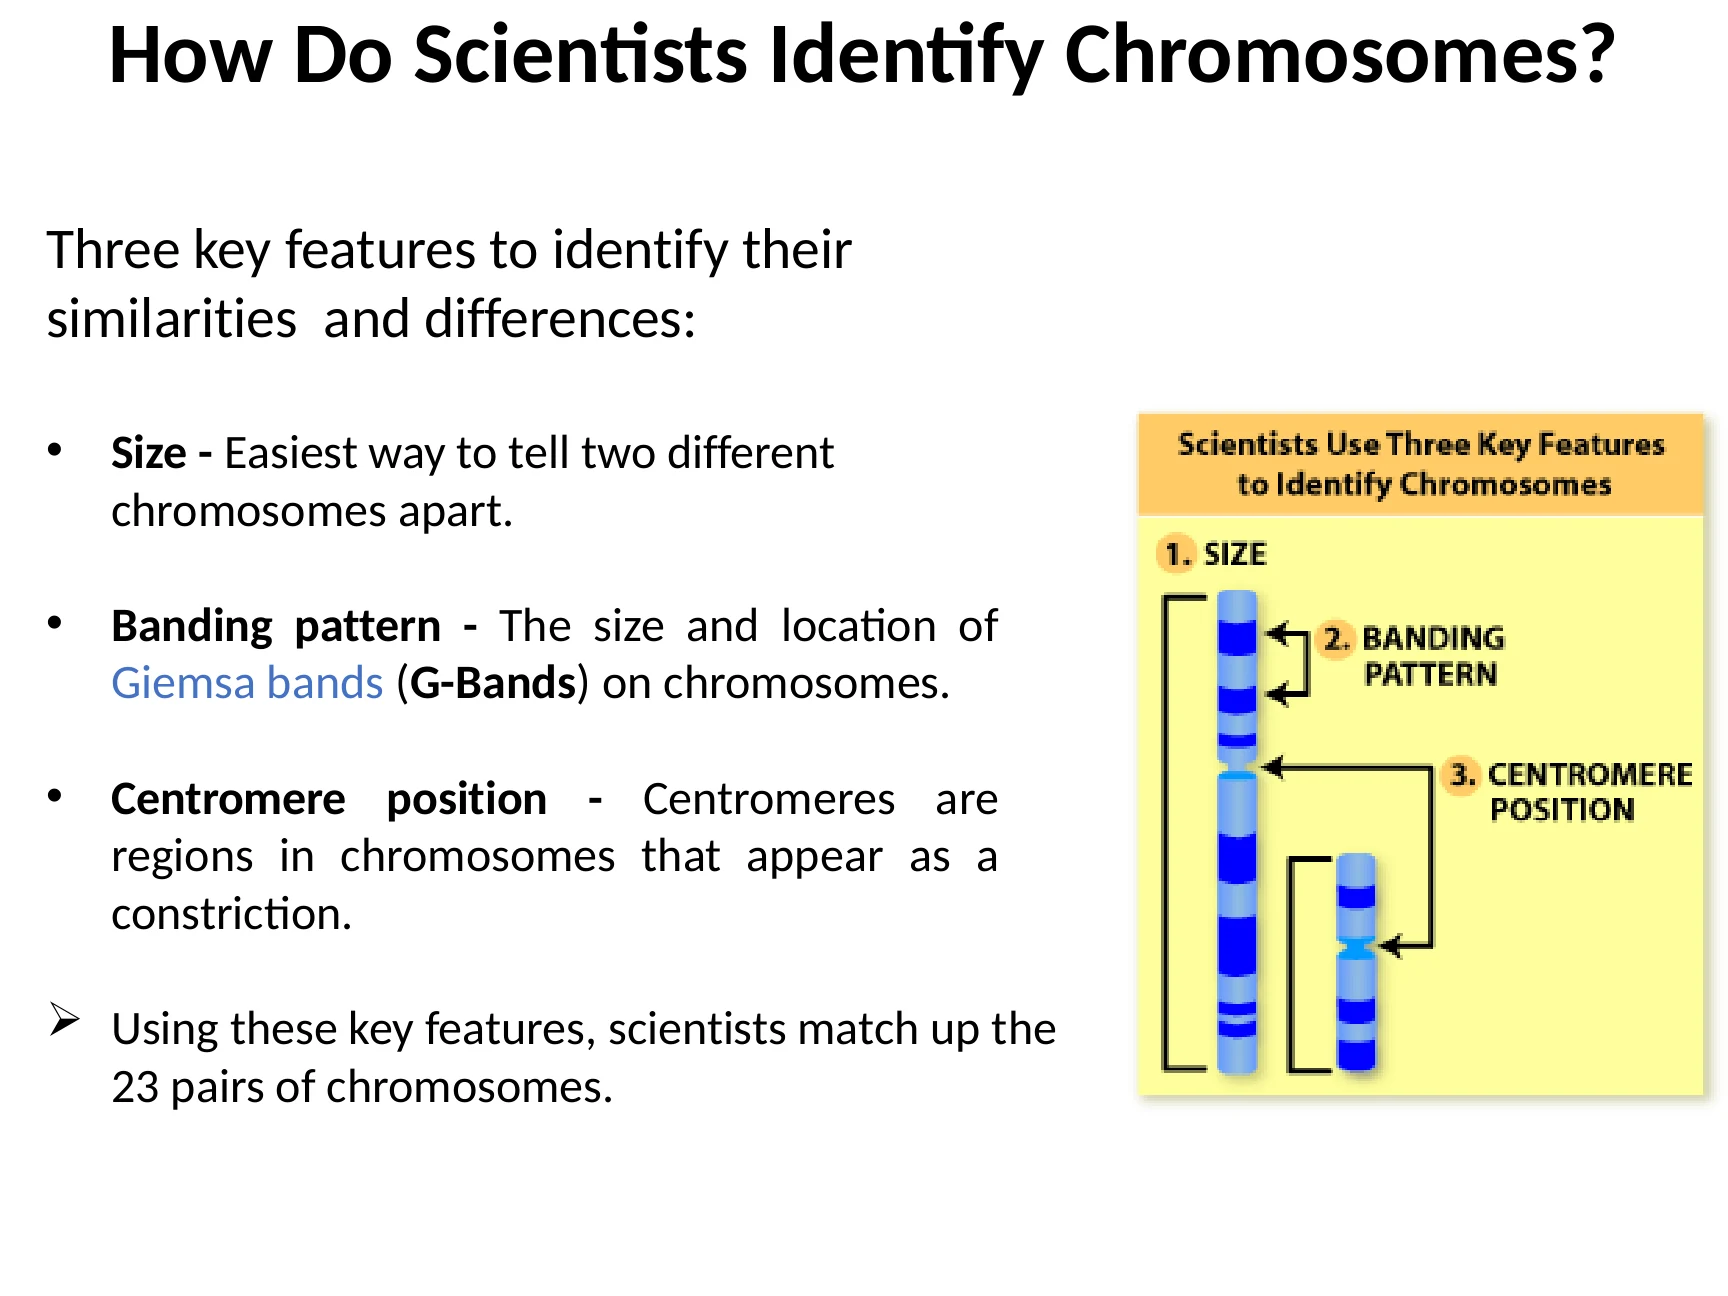 How Do Scientists Identify Chromosomes?
Three key features to identify their
similarities  and differences:
• Size - Easiest way to tell two different
chromosomes apart.
• Banding pattern - The size and location of
Giemsa bands (G-Bands) on chromosomes.
• Centromere position - Centromeres are
regions in chromosomes that appear as a
constriction.
➢ Using these key features, scientists match up the
23 pairs of chromosomes.
Scientists Use Three Key Features
to Identify Chromosomes
1. SIZE
2. BANDING
PATTERN
3. CENTROMERE
POSITION